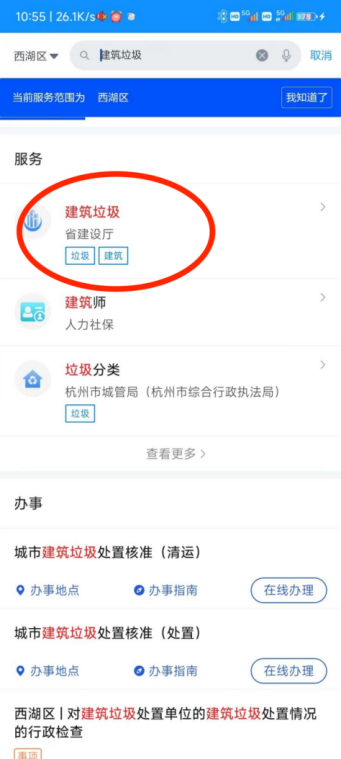 10:55 | 26.1K/s
西湖区
建筑垃圾
取消
当前服务范围为 西湖区
我知道了
服务
建筑垃圾
省建设厅
垃圾 建筑
建筑师
人力社保
垃圾分类
杭州市城管局（杭州市综合行政执法局）
垃圾
查看更多
办事
城市建筑垃圾处置核准（清运）
办事地点 办事指南 在线办理
城市建筑垃圾处置核准（处置）
办事地点 办事指南 在线办理
西湖区 | 对建筑垃圾处置单位的建筑垃圾处置情况
的行政检查
事项